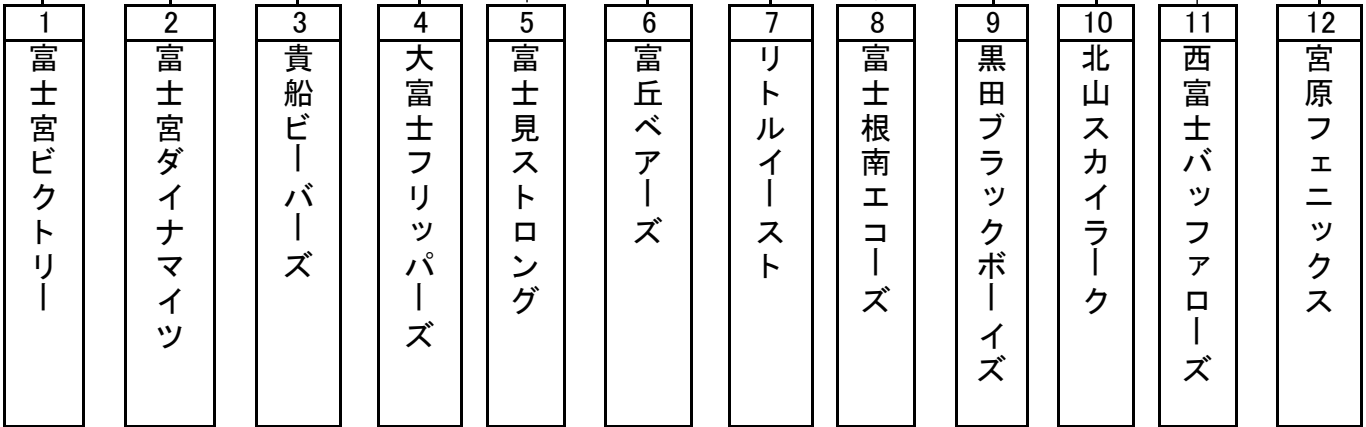 1
富士宮ビクトリー
2
富士宮ダイナマイツ
3
貴船ビーバーズ
4
大富士フリッパーズ
5
富士見ストロング
6
富丘ベアーズ
7
リトルイースト
8
富士根南エコーズ
9
黒田ブラックボーイズ
10
北山スカイラーク
11
西富士バッファローズ
12
宮原フェニックス